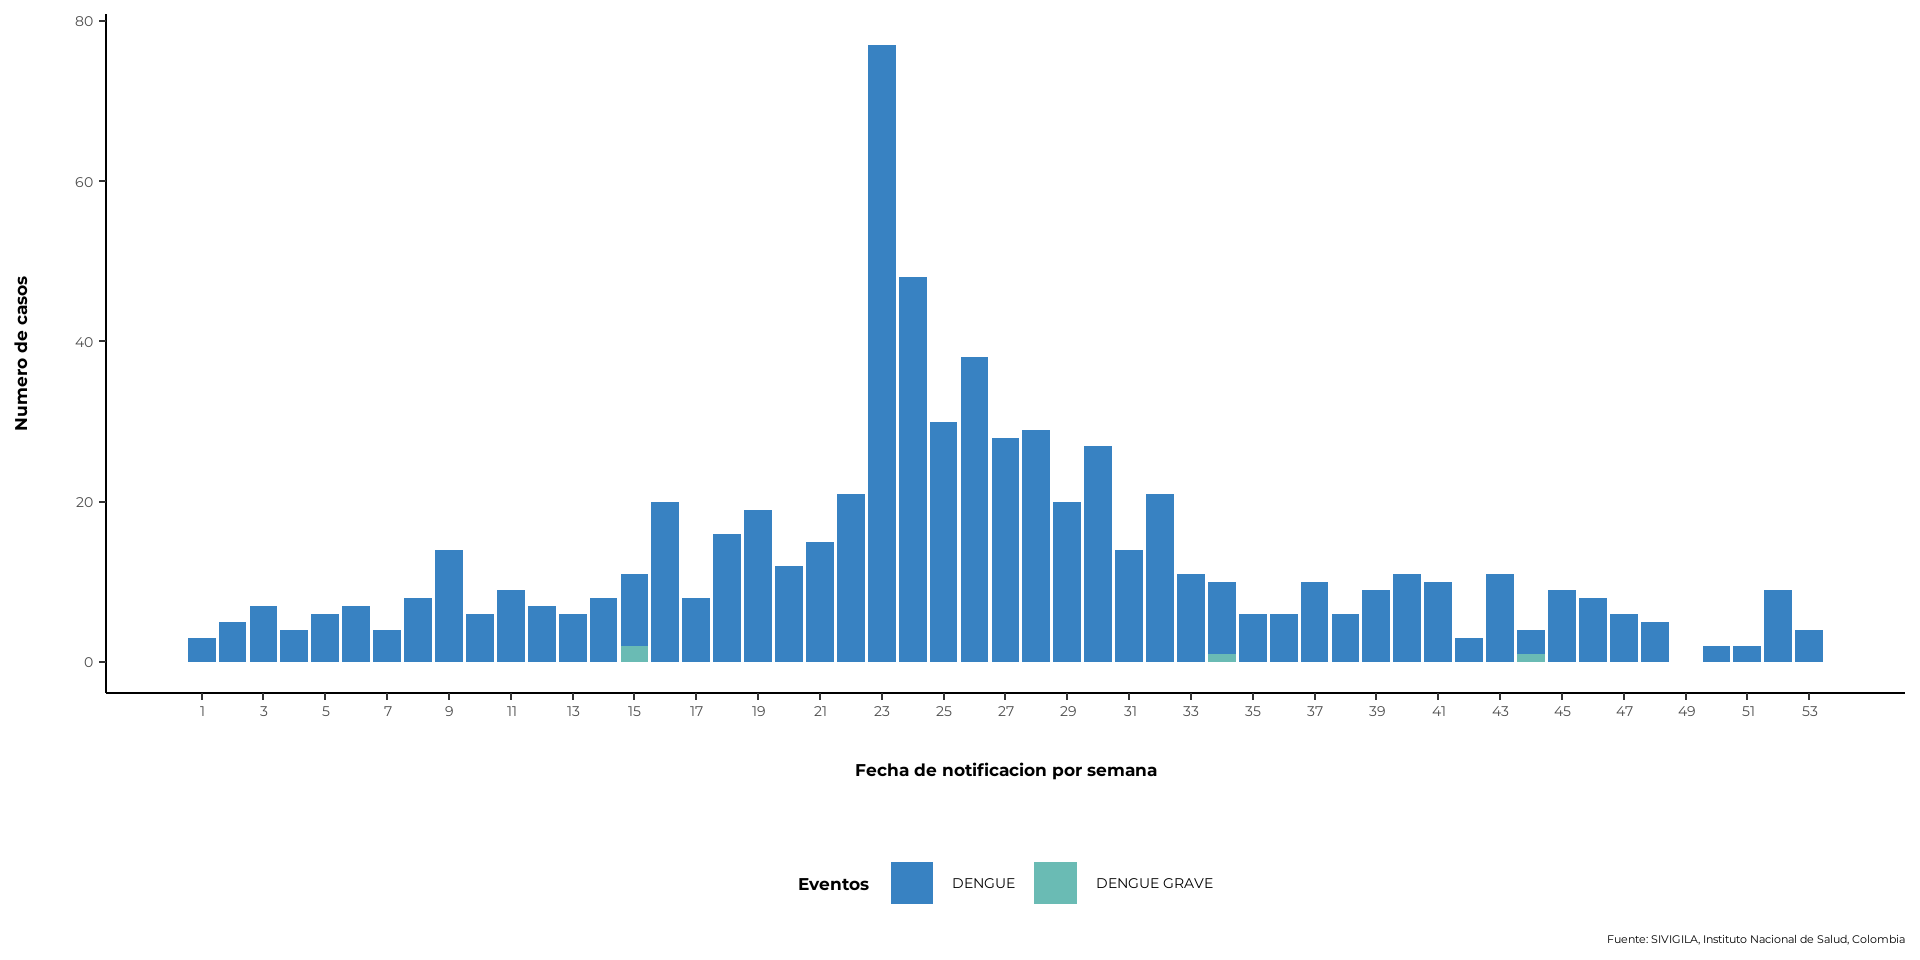 80
60
40
20
0
Numero de casos
1 3 5 7 9 11 13 15 17 19 21 23 25 27 29 31 33 35 37 39 41 43 45 47 49 51 53
Fecha de notificacion por semana
Eventos DENGUE DENGUE GRAVE
Fuente: SIVIGILA, Instituto Nacional de Salud, Colombia